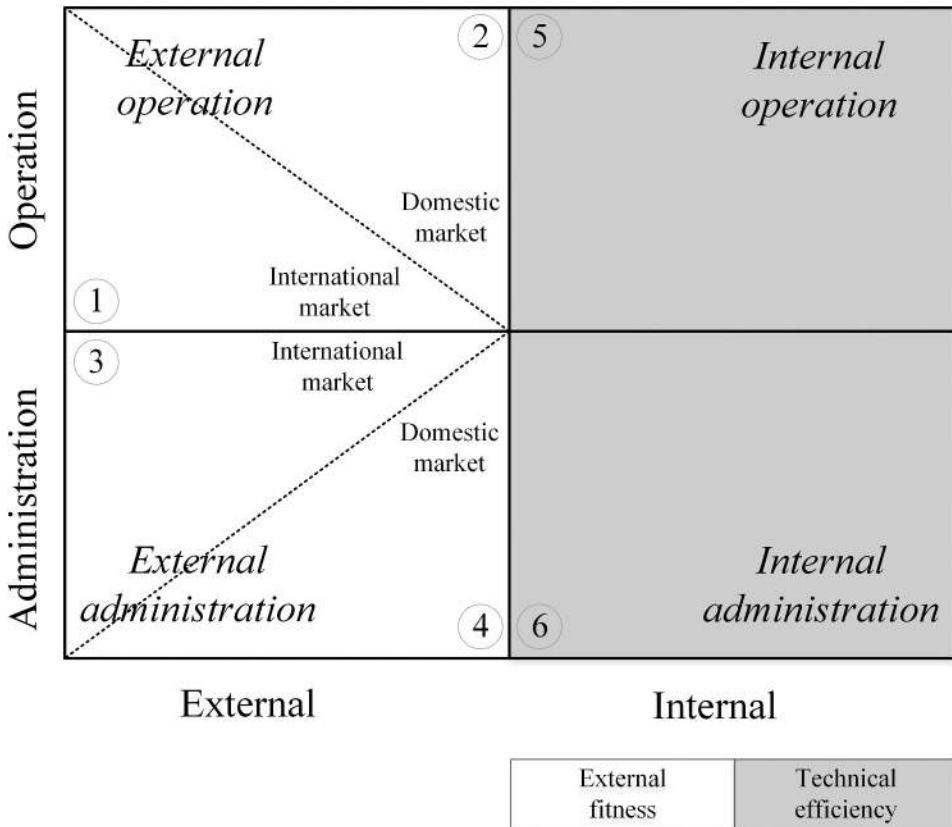 Operation
External
operation
2
5
Internal
operation
Domestic
market
International
market
1
Administration
3
International
market
Domestic
market
External
administration
4
6
Internal
administration
External
Internal
External
fitness
Technical
efficiency